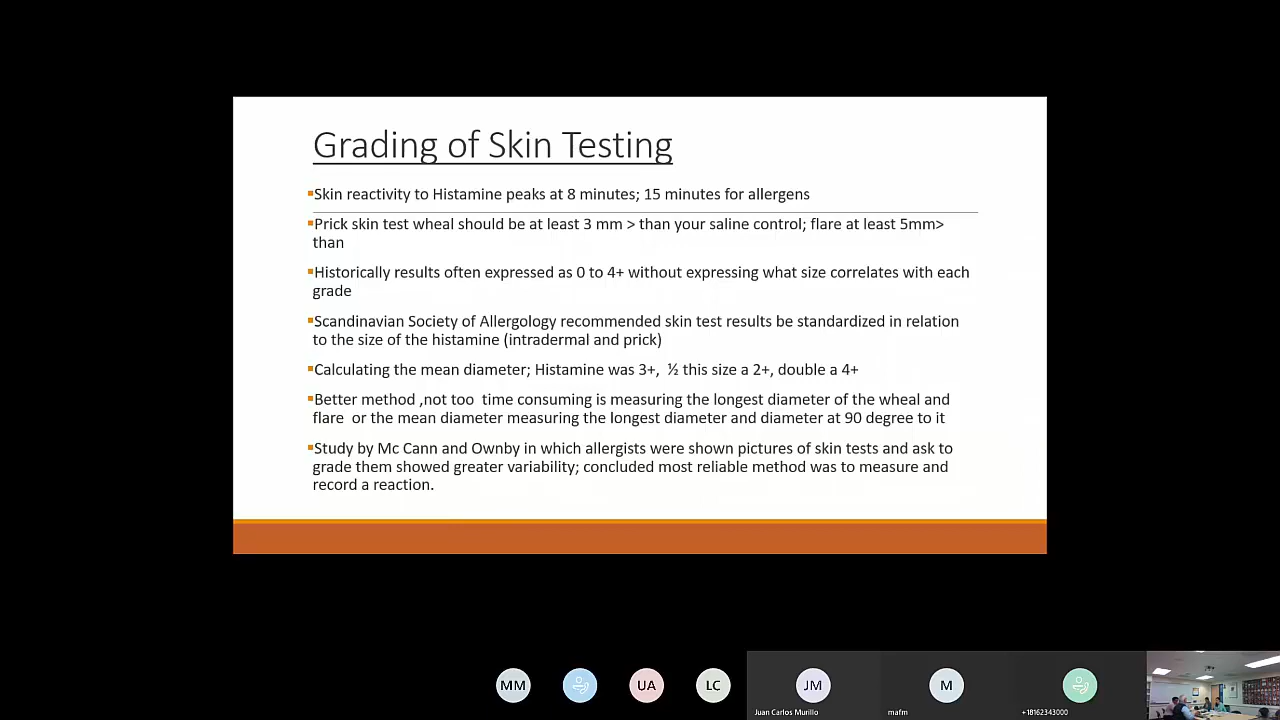 Grading of Skin Testing
▪Skin reactivity to Histamine peaks at 8 minutes; 15 minutes for allergens
▪Prick skin test wheal should be at least 3 mm > than your saline control; flare at least 5mm>
than
▪Historically results often expressed as 0 to 4+ without expressing what size correlates with each
grade
▪Scandinavian Society of Allergology recommended skin test results be standardized in relation
to the size of the histamine (intradermal and prick)
▪Calculating the mean diameter; Histamine was 3+,  ½ this size a 2+, double a 4+
▪Better method ,not too  time consuming is measuring the longest diameter of the wheal and
flare  or the mean diameter measuring the longest diameter and diameter at 90 degree to it
▪Study by Mc Cann and Ownby in which allergists were shown pictures of skin tests and ask to
grade them showed greater variability; concluded most reliable method was to measure and
record a reaction.
MM
UA
LC
JM
M
Juan Carlos Murillo
mafm
+18162343000